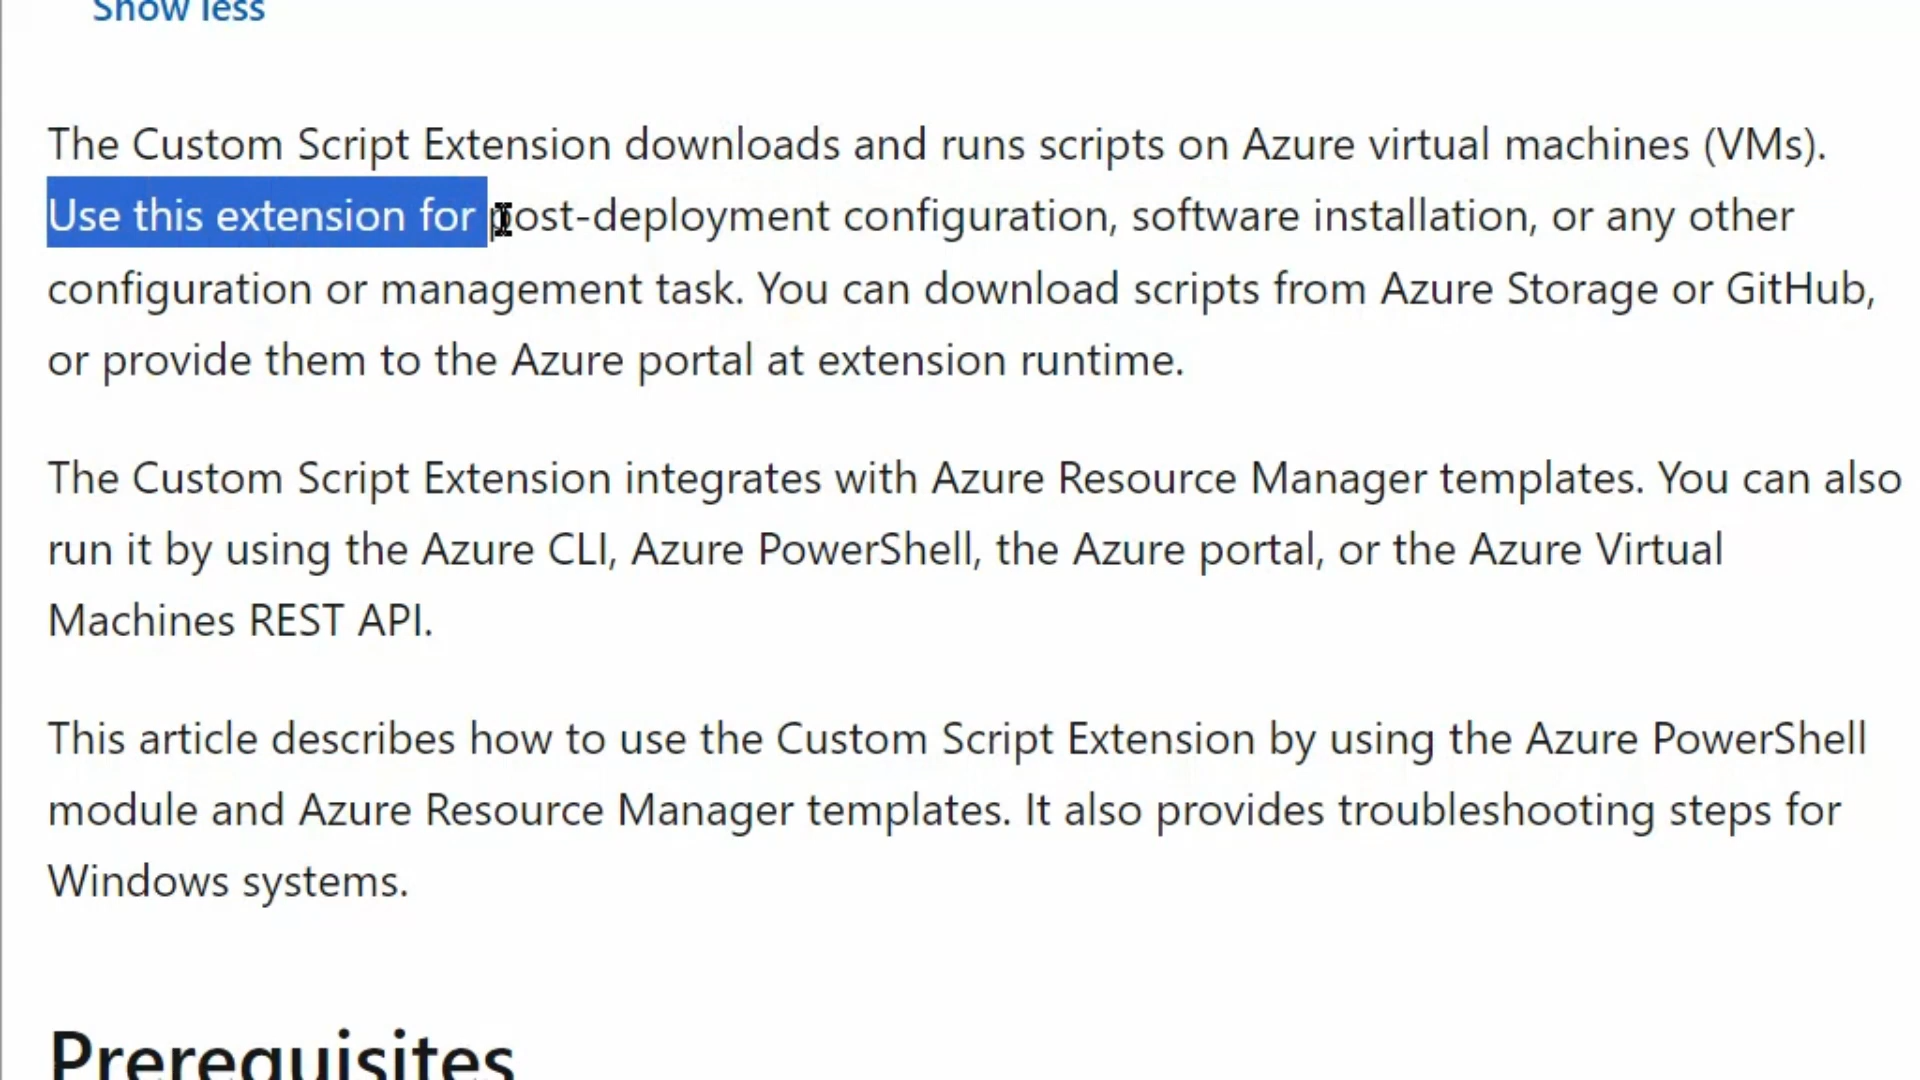 Show less
The Custom Script Extension downloads and runs scripts on Azure virtual machines (VMs).
Use this extension for post-deployment configuration, software installation, or any other
configuration or management task. You can download scripts from Azure Storage or GitHub,
or provide them to the Azure portal at extension runtime.
The Custom Script Extension integrates with Azure Resource Manager templates. You can also
run it by using the Azure CLI, Azure PowerShell, the Azure portal, or the Azure Virtual
Machines REST API.
This article describes how to use the Custom Script Extension by using the Azure PowerShell
module and Azure Resource Manager templates. It also provides troubleshooting steps for
Windows systems.
Prerequisites